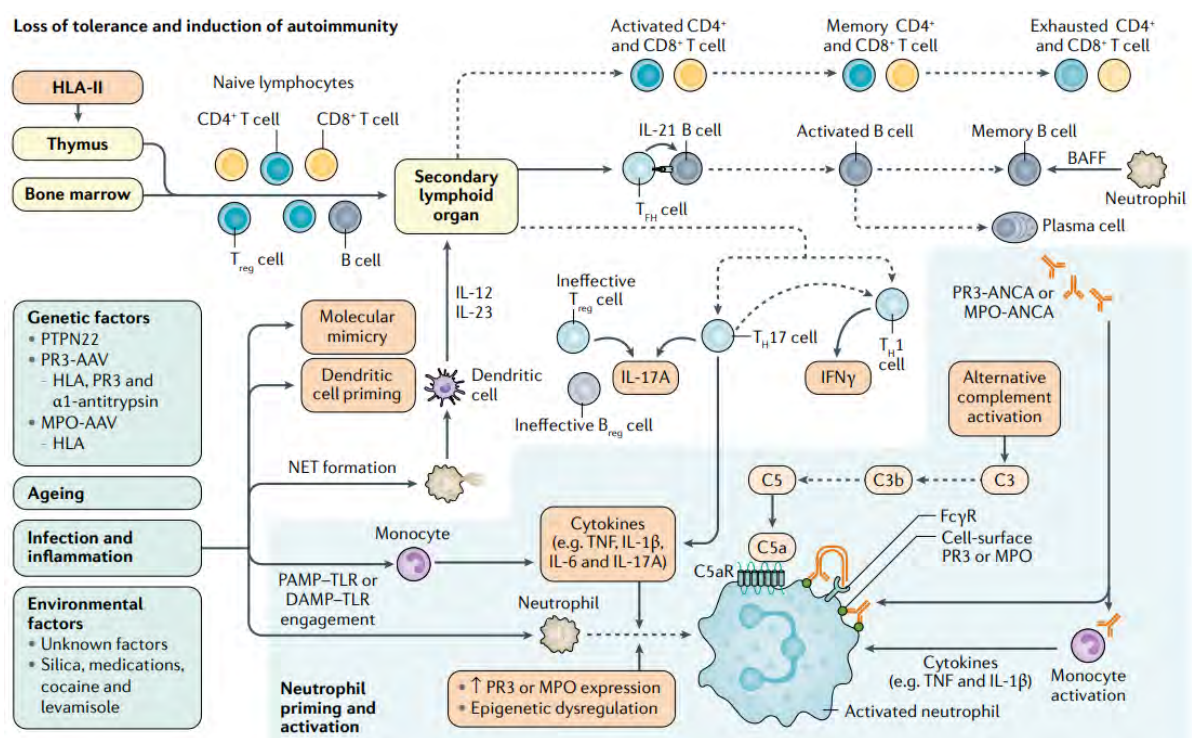 Loss of tolerance and induction of autoimmunity
Activated CD4⁺
and CD8⁺ T cell
Memory CD4⁺
and CD8⁺ T cell
Exhausted CD4⁺
and CD8⁺ T cell
HLA-II
Thymus
Bone marrow
Naive lymphocytes
CD4⁺ T cell
CD8⁺ T cell
T reg cell
B cell
Secondary
lymphoid
organ
IL-21 B cell
T FH cell
Activated B cell
Memory B cell
BAFF
Neutrophil
Plasma cell
PR3-ANCA or
MPO-ANCA
IL-12
IL-23
Ineffective
T reg cell
IL-17A
Ineffective B reg cell
T H 17 cell
IFNγ
T H 1
cell
Genetic factors
• PTPN22
• PR3-AAV
- HLA, PR3 and
α1-antitrypsin
• MPO-AAV
- HLA
Ageing
Infection and
inflammation
Environmental
factors
• Unknown factors
• Silica, medications,
cocaine and
levamisole
Molecular
mimicry
Dendritic
cell priming
Dendritic
cell
NET formation
Monocyte
PAMP–TLR or
DAMP–TLR
engagement
Cytokines
(e.g. TNF, IL-1β,
IL-6 and IL-17A)
Neutrophil
• ↑ PR3 or MPO expression
• Epigenetic dysregulation
Neutrophil
priming and
activation
Alternative
complement
activation
C5
C3b
C3
C5a
C5aR
FcγR
Cell-surface
PR3 or MPO
Cytokines
(e.g. TNF and IL-1β)
Monocyte
activation
Activated neutrophil